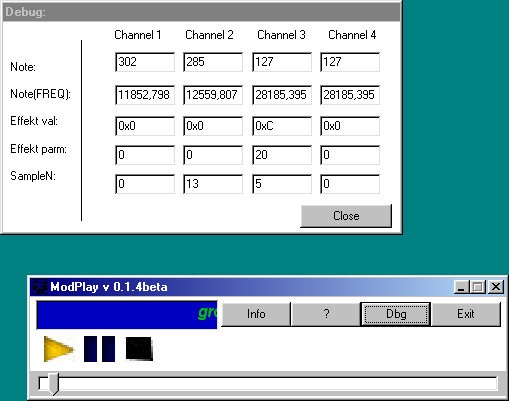 Debug:
Channel 1 Channel 2 Channel 3 Channel 4
Note: 302 285 127 127
Note(FREQ): 11852,798 12559,807 28185,395 28185,395
Effekt val: 0x0 0x0 0xC 0x0
Effekt parm: 0 0 20 0
SampleN: 0 13 5 0
Close
ModPlay v 0.1.4beta
Info ? Dbg Exit